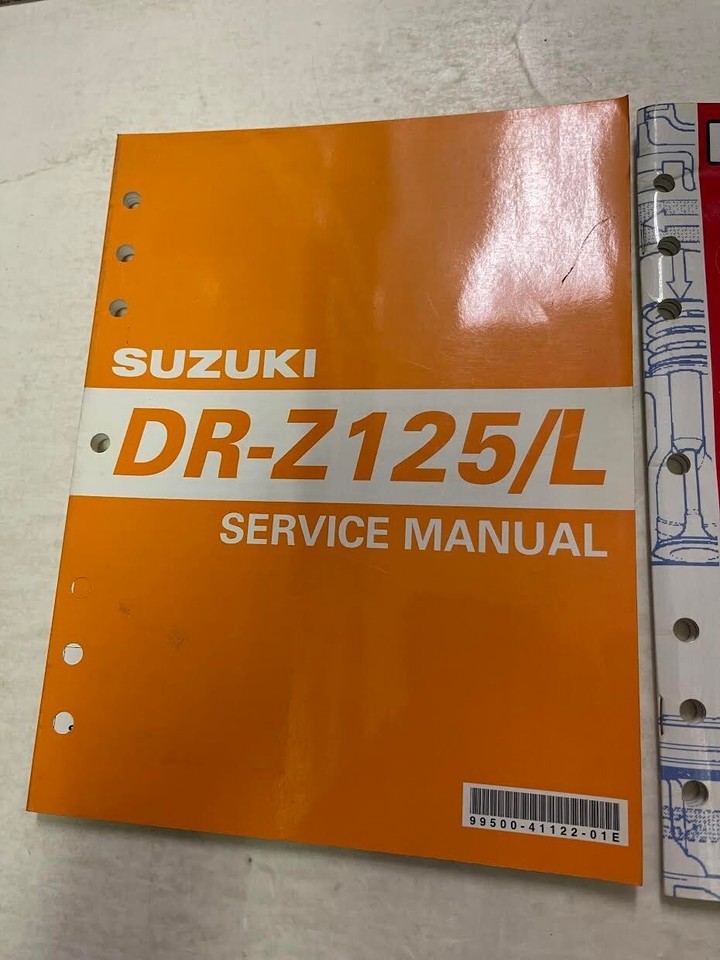 SUZUKI
DR-Z125/L
SERVICE MANUAL
99500-41122-01E